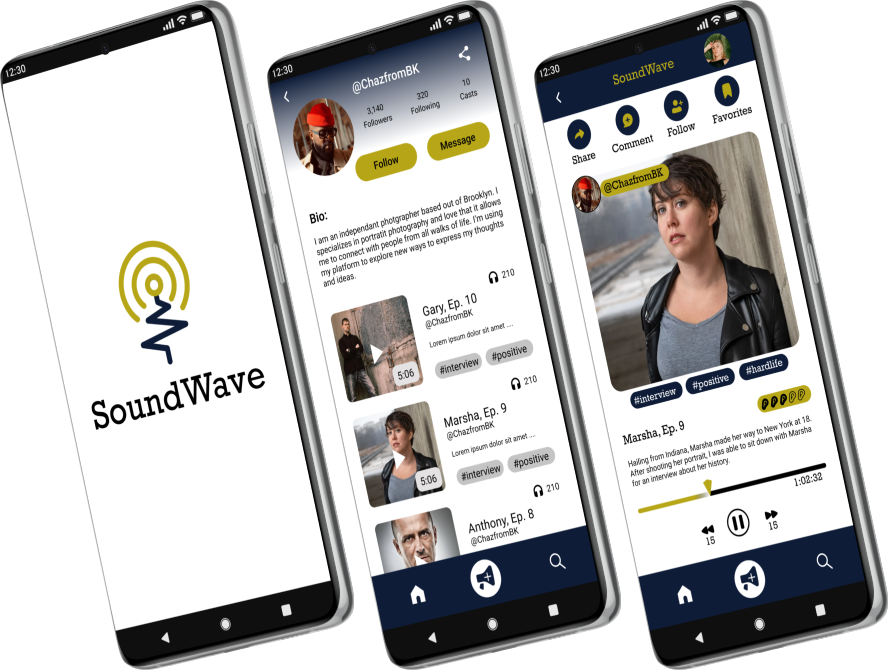 12:30
SoundWave
12:30
@ChazfromBK
3,140
Followers
320
Following
10
Casts
Follow
Message
Bio:
I am an independant photgrapher based out of Brooklyn. I
specializes in portratit photography and love that it allows
me to connect with people from all walks of life. I'm using
my platform to explore new ways to express my thoughts
and ideas.
210
Gary, Ep. 10
@ChazfromBK
Lorem ipsum dolor sit amet ....
5:06
#interview
#positive
210
Marsha, Ep. 9
@ChazfromBK
Lorem ipsum dolor sit amet ....
5:06
#interview
#positive
210
Anthony, Ep. 8
@ChazfromBK
12:30
SoundWave
Share
Comment
Follow
Favorites
@ChazfromBK
#interview
#positive
#hardlife
Marsha, Ep. 9
Hailing from Indiana, Marsha made her way to New York at 18.
After shooting her portrait, I was able to sit down with Marsha
for an interview about her history.
1:02:32
15
15